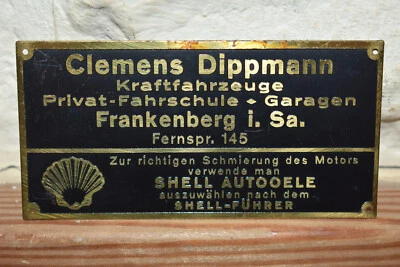 Clemens Dippmann
Kraftfahrzeuge
Privat-Fahrschule • Garagen
Frankenberg i. Sa.
Fernspr. 145
Zur richtigen Schmierung des Motors
verwende man
SHELL AUTOOELE
auszuwählen nach dem
SHELL-FÜHRER